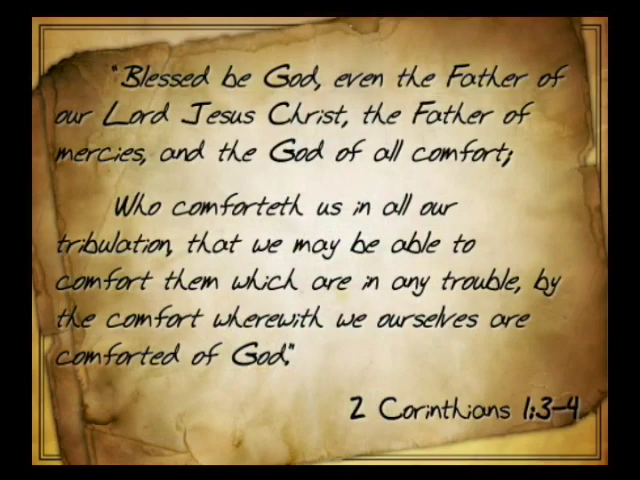 "Blessed be God, even the Father of
our Lord Jesus Christ, the Father of
mercies, and the God of all comfort;
Who comforteth us in all our
tribulation, that we may be able to
comfort them which are in any trouble, by
the comfort wherewith we ourselves are
comforted of God."
2 Corinthians 1:3-4